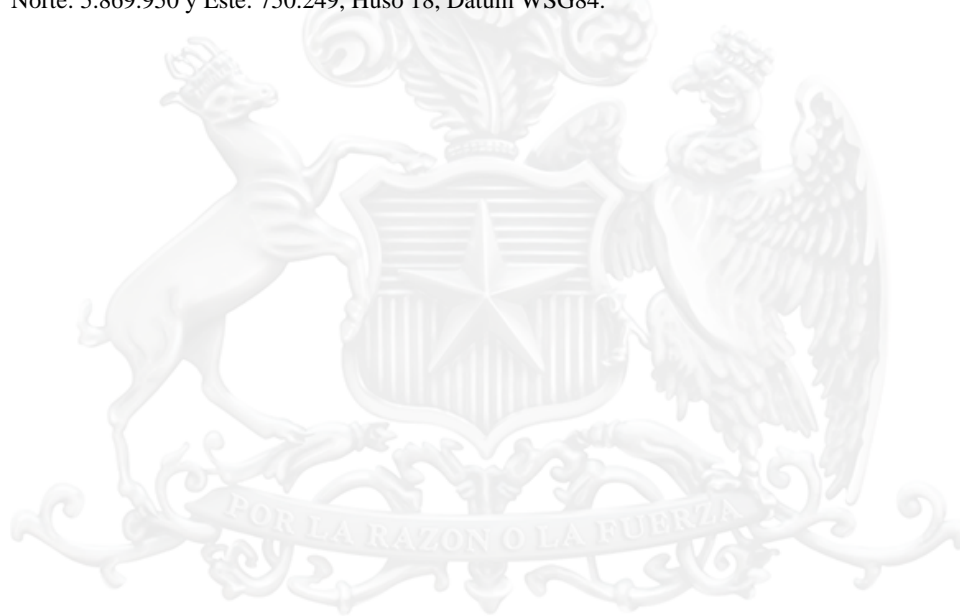 Norte: 5.869.950 y Este: 750.249, Huso 18, Datum WSG84.
POR LA RAZON O LA FUERZA